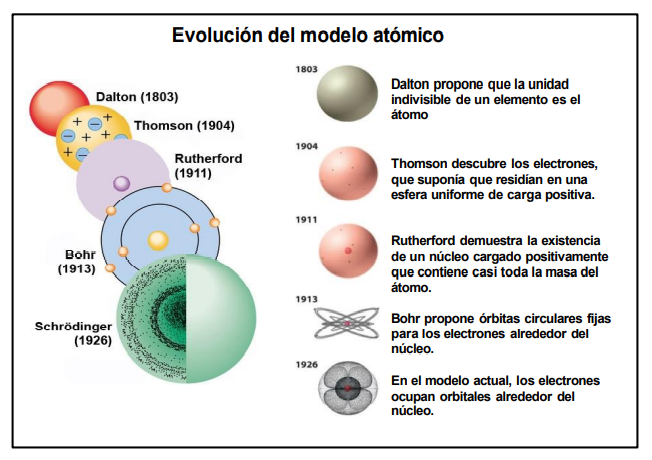 Evolución del modelo atómico
Dalton (1803)
Thomson (1904)
Rutherford
(1911)
Böhr
(1913)
Schrödinger
(1926)
1803
Dalton propone que la unidad
indivisible de un elemento es el
átomo
1904
Thomson descubre los electrones,
que suponía que residían en una
esfera uniforme de carga positiva.
1911
Rutherford demuestra la existencia
de un núcleo cargado positivamente
que contiene casi toda la masa del
átomo.
1913
Bohr propone órbitas circulares fijas
para los electrones alrededor del
núcleo.
1926
En el modelo actual, los electrones
ocupan orbitales alrededor del
núcleo.